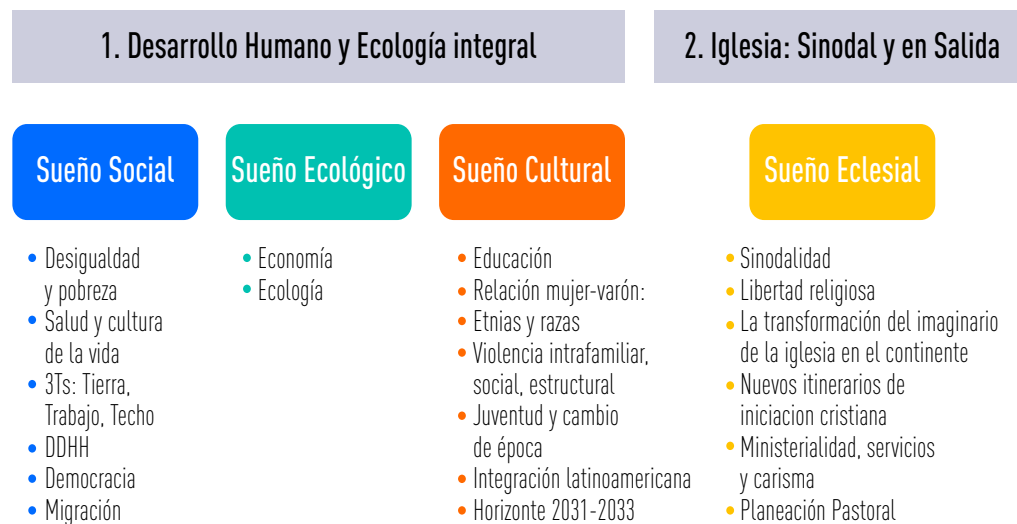 1. Desarrollo Humano y Ecología integral
2. Iglesia: Sinodal y en Salida
Sueño Social
• Desigualdad
y pobreza
• Salud y cultura
de la vida
• 3Ts: Tierra,
Trabajo, Techo
• DDHH
• Democracia
• Migración
Sueño Ecológico
• Economía
• Ecología
Sueño Cultural
• Educación
• Relación mujer-varón:
• Etnias y razas
• Violencia intrafamiliar,
social, estructural
• Juventud y cambio
de época
• Integración latinoamericana
• Horizonte 2031-2033
Sueño Eclesial
• Sinodalidad
• Libertad religiosa
• La transformación del imaginario
de la iglesia en el continente
• Nuevos itinerarios de
iniciacion cristiana
• Ministerialidad, servicios
y carisma
• Planeación Pastoral